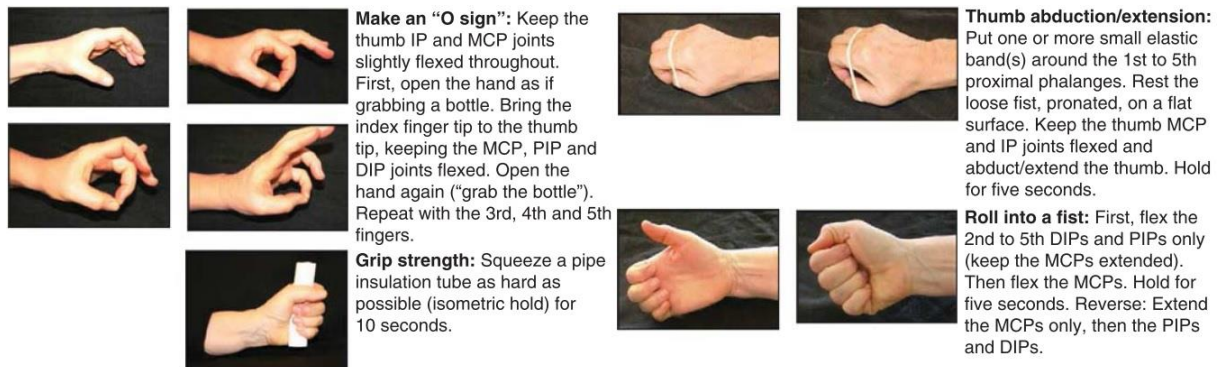 Make an “O sign”: Keep the
thumb IP and MCP joints
slightly flexed throughout.
First, open the hand as if
grabbing a bottle. Bring the
index finger tip to the thumb
tip, keeping the MCP, PIP and
DIP joints flexed. Open the
hand again (“grab the bottle”).
Repeat with the 3rd, 4th and 5th
fingers.
Grip strength: Squeeze a pipe
insulation tube as hard as
possible (isometric hold) for
10 seconds.
Thumb abduction/extension:
Put one or more small elastic
band(s) around the 1st to 5th
proximal phalanges. Rest the
loose fist, pronated, on a flat
surface. Keep the thumb MCP
and IP joints flexed and
abduct/extend the thumb. Hold
for five seconds.
Roll into a fist: First, flex the
2nd to 5th DIPs and PIPs only
(keep the MCPs extended).
Then flex the MCPs. Hold for
five seconds. Reverse: Extend
the MCPs only, then the PIPs
and DIPs.